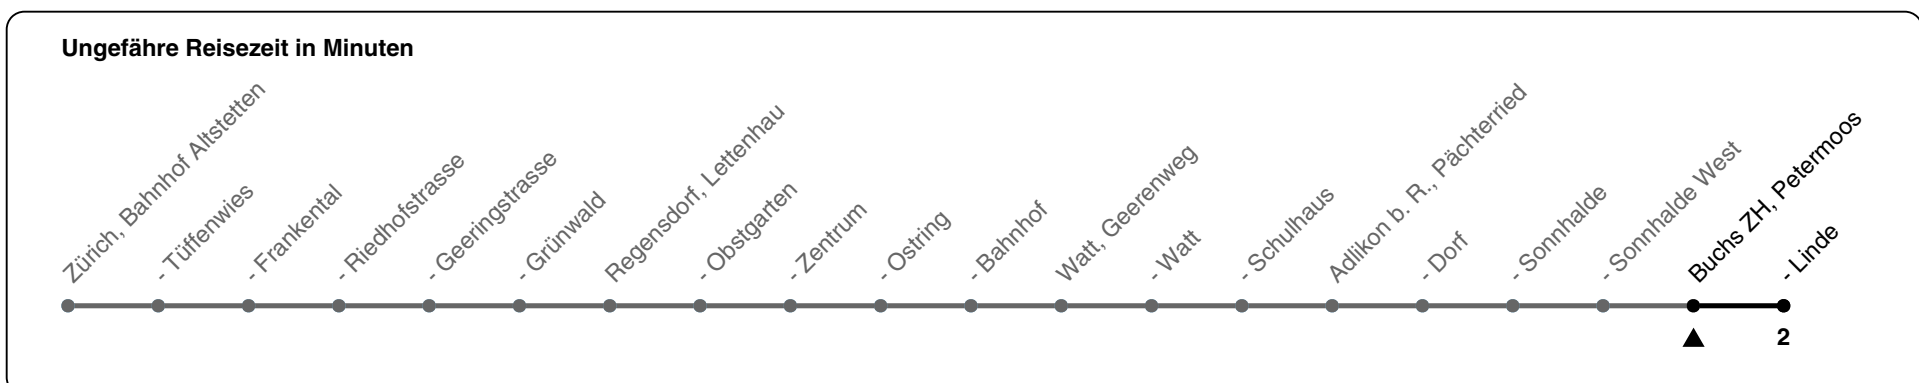 Ungefähre Reisezeit in Minuten
Zürich, Bahnhof Altstetten
- Tüffenwies
- Frankental
- Riedhofstrasse
- Geeringstrasse
- Grünwald
Regensdorf, Lettenhau
- Obstgarten
- Zentrum
- Ostring
- Bahnhof
Watt, Geerenweg
- Watt
- Schulhaus
Adlikon b. R., Pächterried
- Dorf
- Sonnhalde
- Sonnhalde West
Buchs ZH, Petermoos
- Linde
2